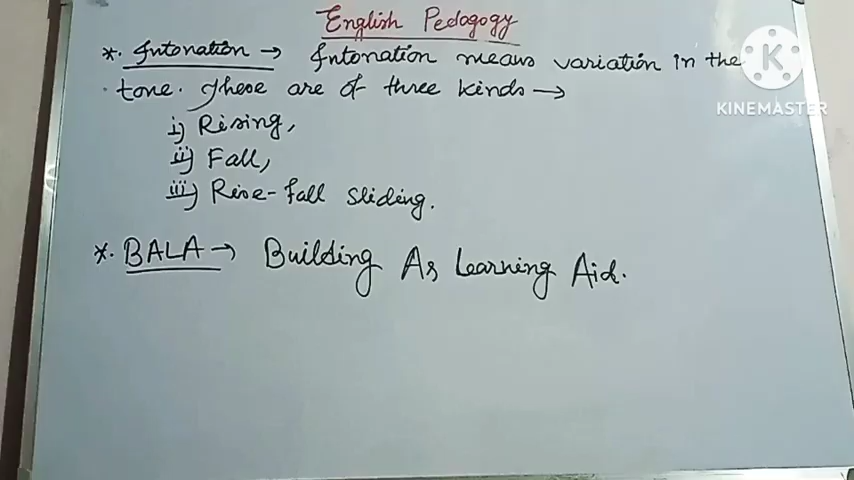 English Pedagogy
*. Intonation → Intonation means variation in the
tone. These are of three kinds →
i) Rising,
ii) Fall,
iii) Rise-fall sliding.
*. BALA → Building As Learning Aid.
K
KINEMASTER